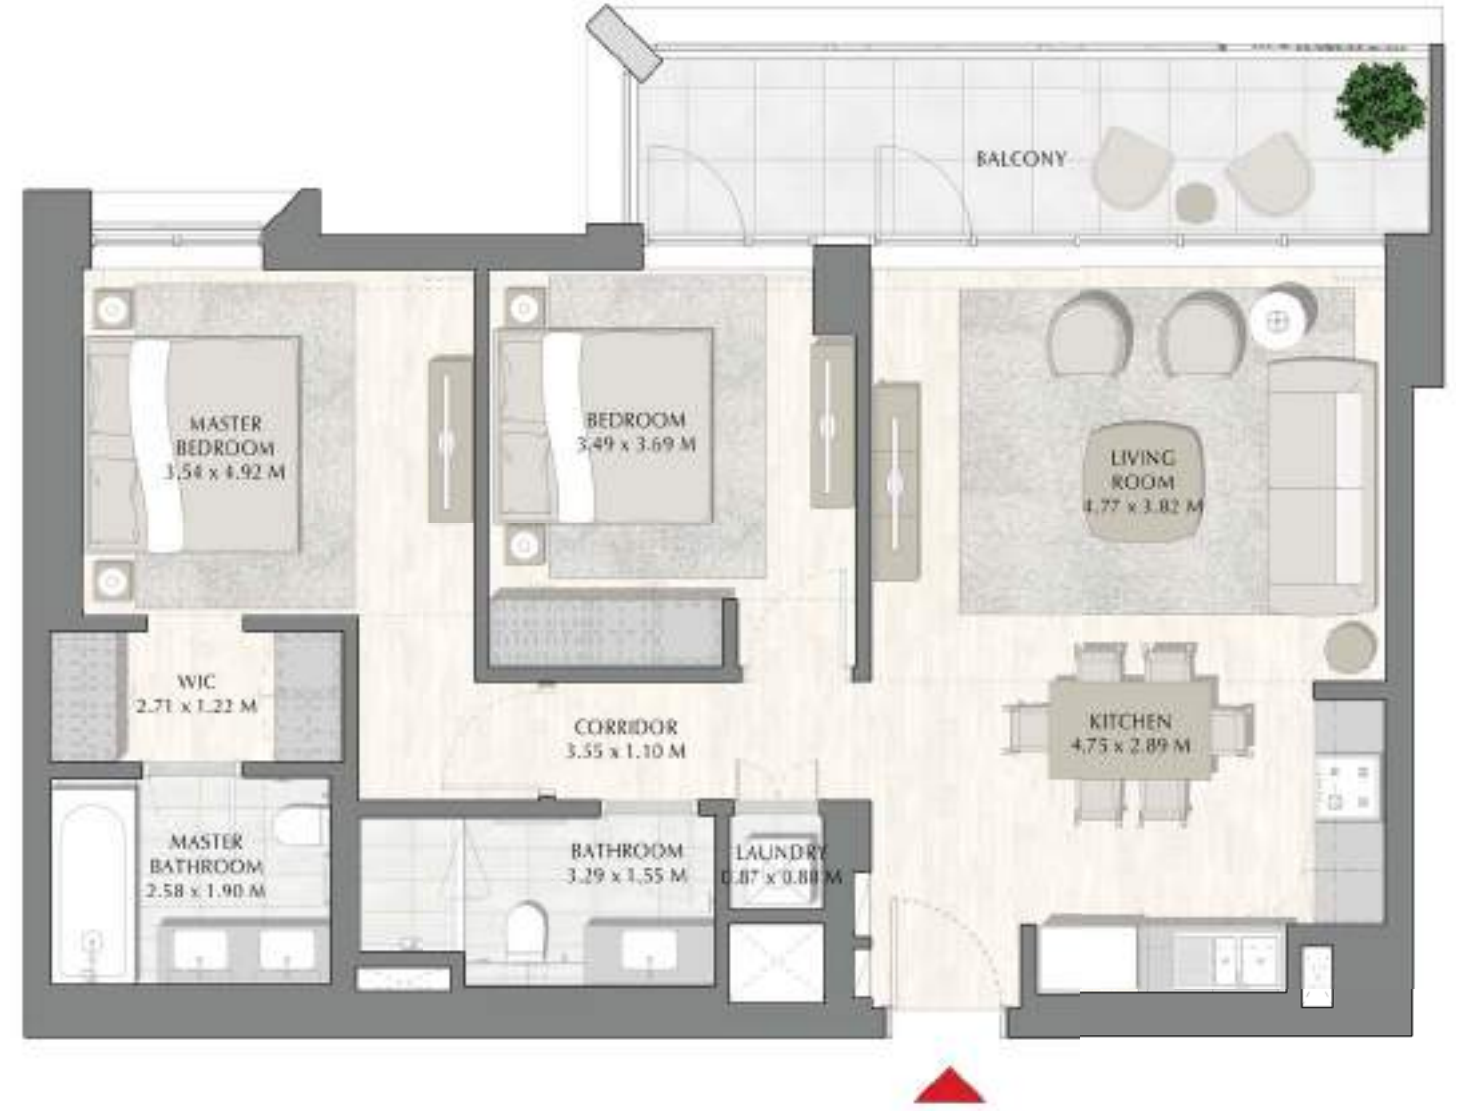 BALCONY
MASTER
BEDROOM
3.54 x 4.92 M
BEDROOM
3.49 x 3.69 M
LIVING
ROOM
4.77 x 3.82 M
WIC
2.71 x 1.22 M
CORRIDOR
3.55 x 1.10 M
KITCHEN
4.75 x 2.89 M
MASTER
BATHROOM
2.58 x 1.90 M
BATHROOM
3.29 x 1.55 M
LAUNDRY
0.87 x 0.88 M